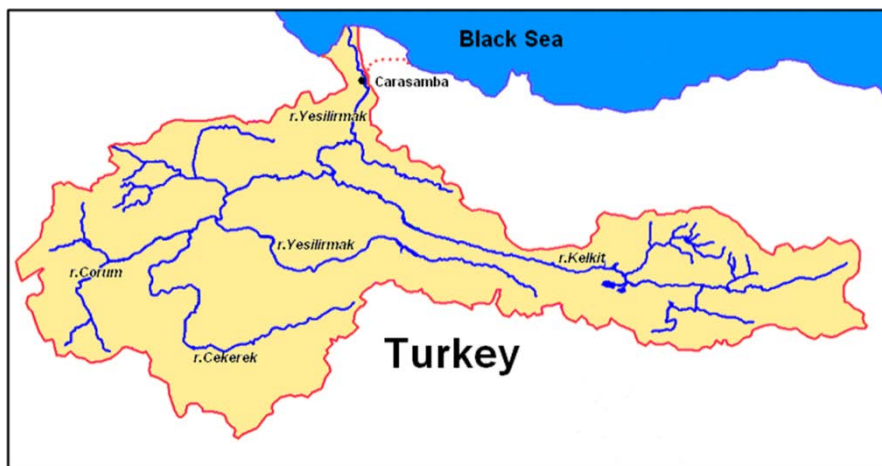 Black Sea
Carasamba
r.Yesilirmak
r.Yesilirmak
r.Kelkit
r.Corum
r.Cekerek
Turkey